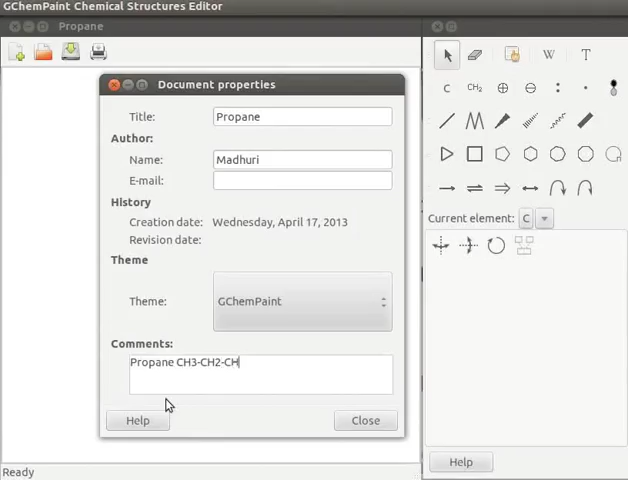 GChemPaint Chemical Structures Editor
Propane
Document properties
Title: Propane
Author:
Name: Madhuri
E-mail:
History
Creation date: Wednesday, April 17, 2013
Revision date:
Theme
Theme: GChemPaint
Comments:
Propane CH3-CH2-CH
Help Close
Ready
W T
C CH2
Current element: C
Help